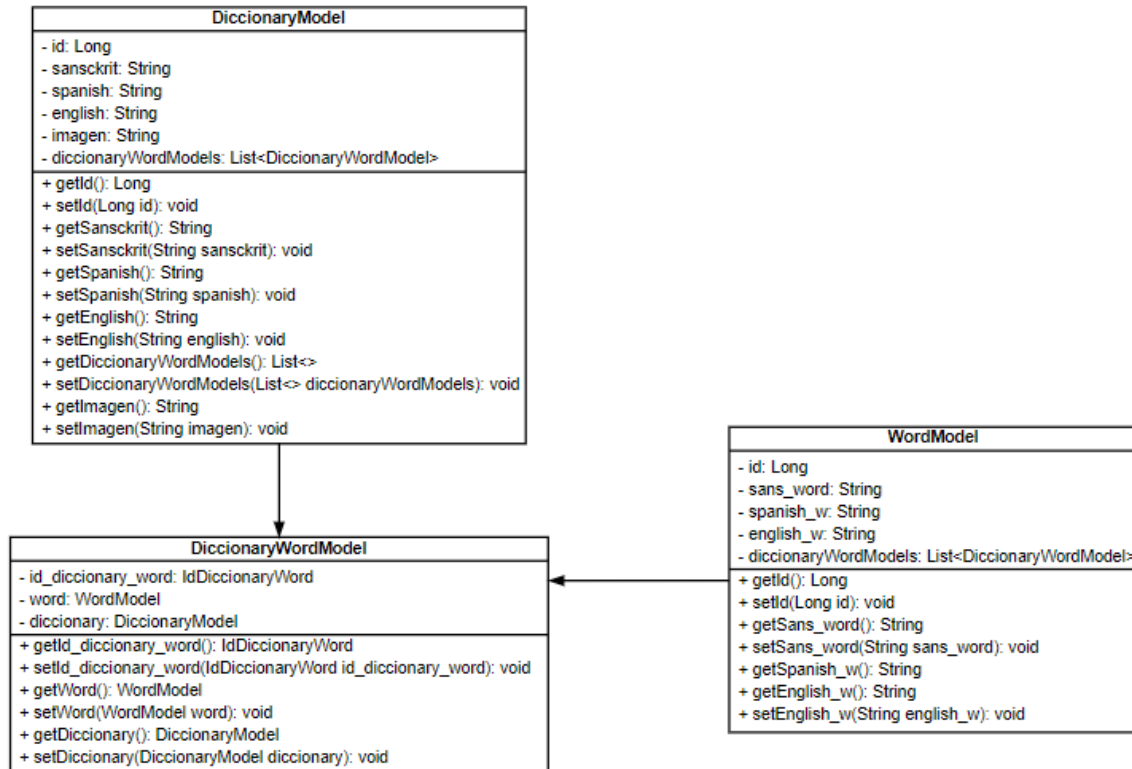 DiccionaryModel
- id: Long
- sansckrit: String
- spanish: String
- english: String
- imagen: String
- diccionaryWordModels: List<DiccionaryWordModel>
+ getId(): Long
+ setId(Long id): void
+ getSansckrit(): String
+ setSansckrit(String sansckrit): void
+ getSpanish(): String
+ setSpanish(String spanish): void
+ getEnglish(): String
+ setEnglish(String english): void
+ getDiccionaryWordModels(): List<>
+ setDiccionaryWordModels(List<> diccionaryWordModels): void
+ getImagen(): String
+ setImagen(String imagen): void
DiccionaryWordModel
- id_diccionary_word: IdDiccionaryWord
- word: WordModel
- diccionary: DiccionaryModel
+ getId_diccionary_word(): IdDiccionaryWord
+ setId_diccionary_word(IdDiccionaryWord id_diccionary_word): void
+ getWord(): WordModel
+ setWord(WordModel word): void
+ getDiccionary(): DiccionaryModel
+ setDiccionary(DiccionaryModel diccionary): void
WordModel
- id: Long
- sans_word: String
- spanish_w: String
- english_w: String
- diccionaryWordModels: List<DiccionaryWordModel>
+ getId(): Long
+ setId(Long id): void
+ getSans_word(): String
+ setSans_word(String sans_word): void
+ getSpanish_w(): String
+ getEnglish_w(): String
+ setEnglish_w(String english_w): void